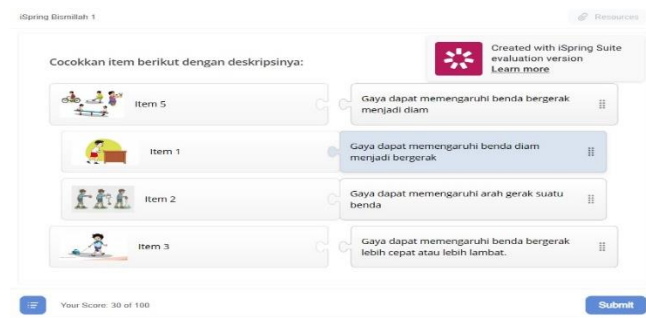 iSpring Bismillah 1
Resources
Cocokkan item berikut dengan deskripsinya:
Created with iSpring Suite
evaluation version
Learn more
Item 5
Gaya dapat memengaruhi benda bergerak
menjadi diam
Item 1
Gaya dapat memengaruhi benda diam
menjadi bergerak
Item 2
Gaya dapat memengaruhi arah gerak suatu
benda
Item 3
Gaya dapat memengaruhi benda bergerak
lebih cepat atau lebih lambat.
Your Score: 30 of 100
Submit